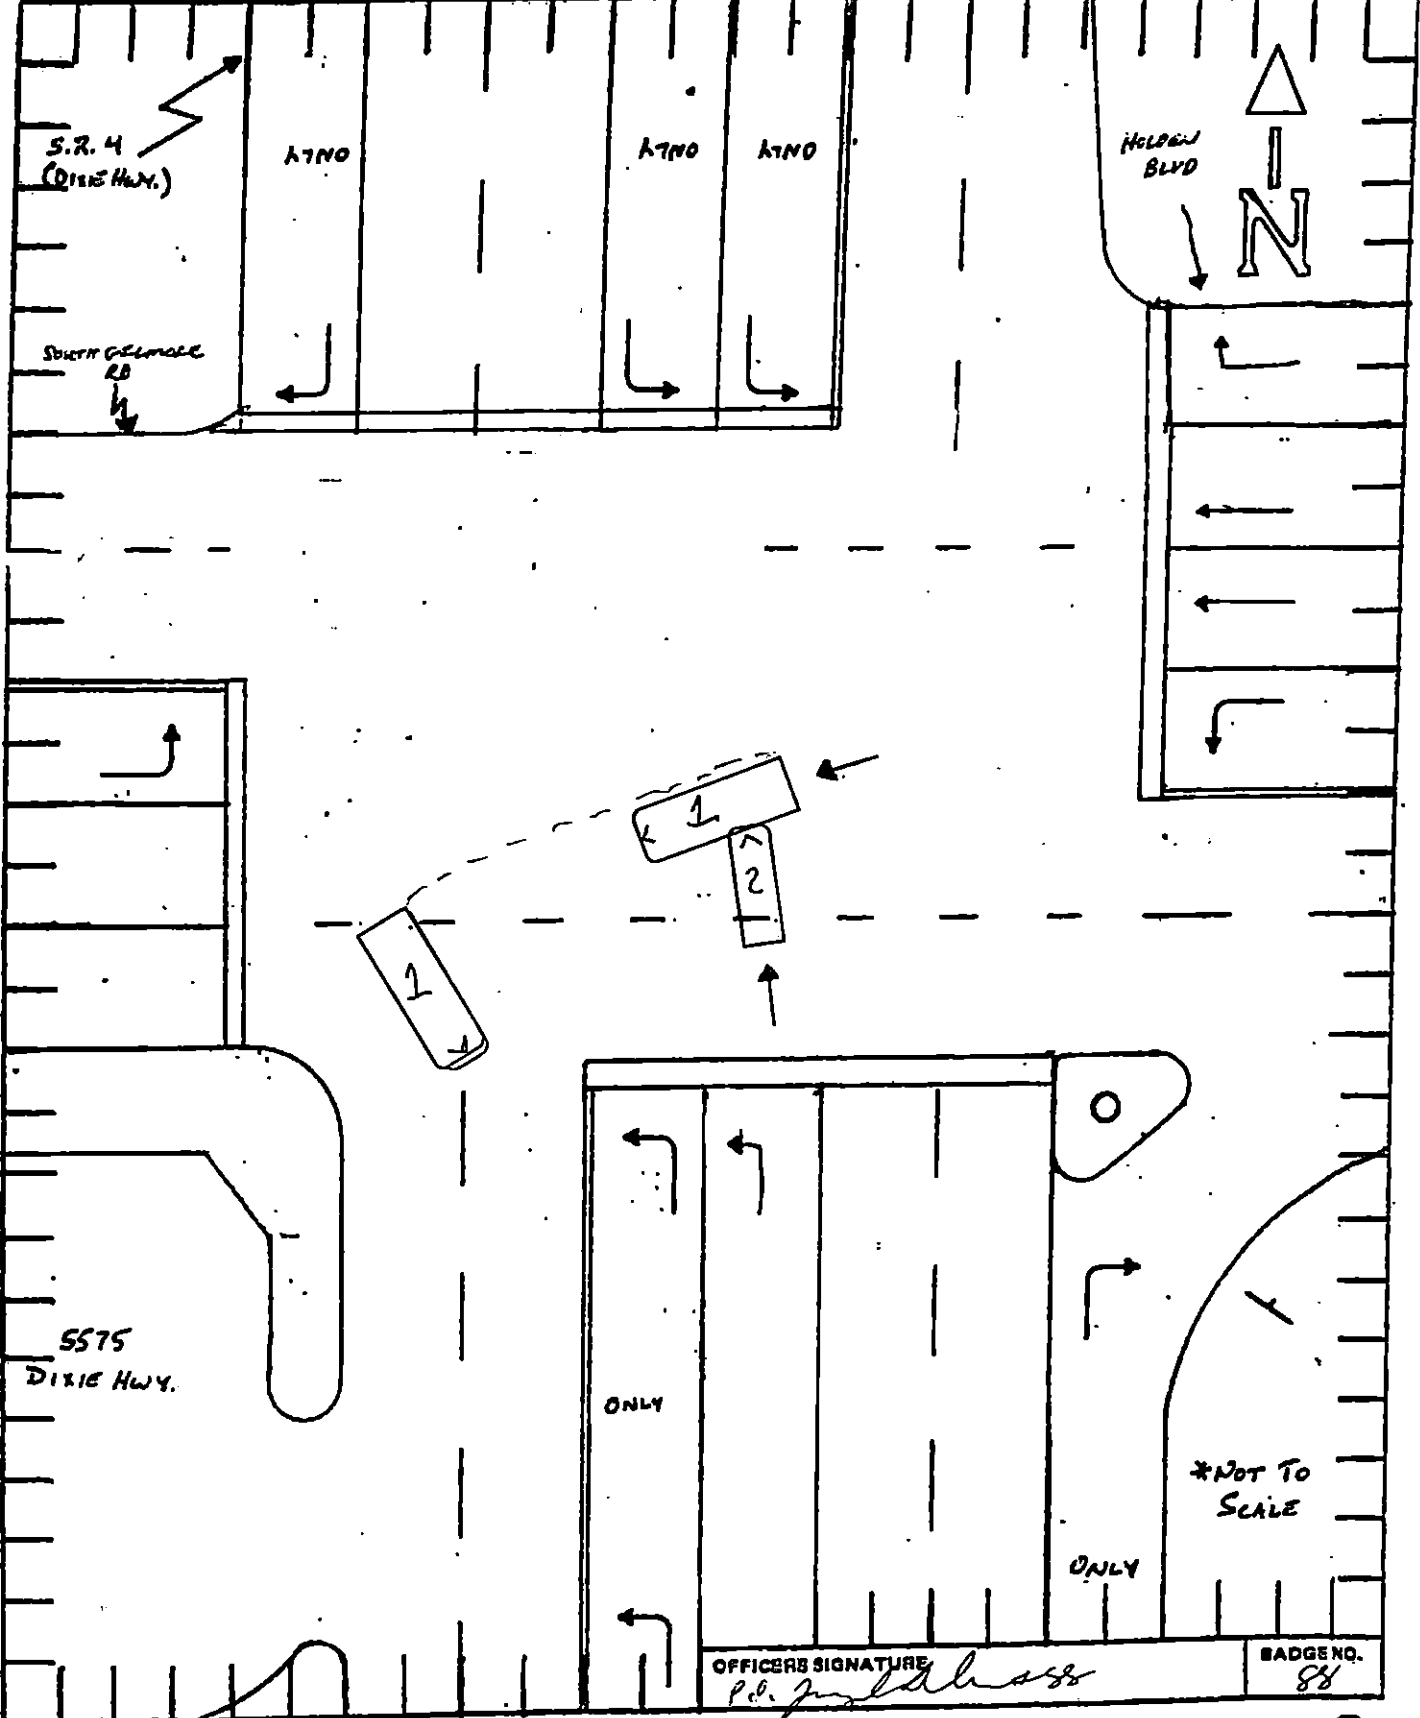 S.R. 4
(DIXIE HWY.)
ONLY
ONLY
ONLY
HOLDEN
BLVD
N
SOUTH GILMORE
RD
1
1
2
5575
DIXIE HWY.
ONLY
*NOT TO
SCALE
ONLY
OFFICERS SIGNATURE
P.O.
BADGE NO.
88